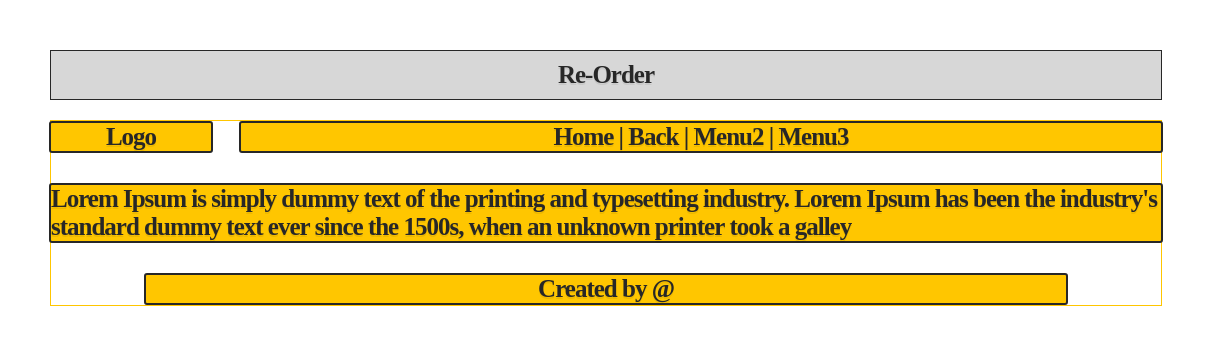 Re-Order
Logo
Home | Back | Menu2 | Menu3
Lorem Ipsum is simply dummy text of the printing and typesetting industry. Lorem Ipsum has been the industry's
standard dummy text ever since the 1500s, when an unknown printer took a galley
Created by @